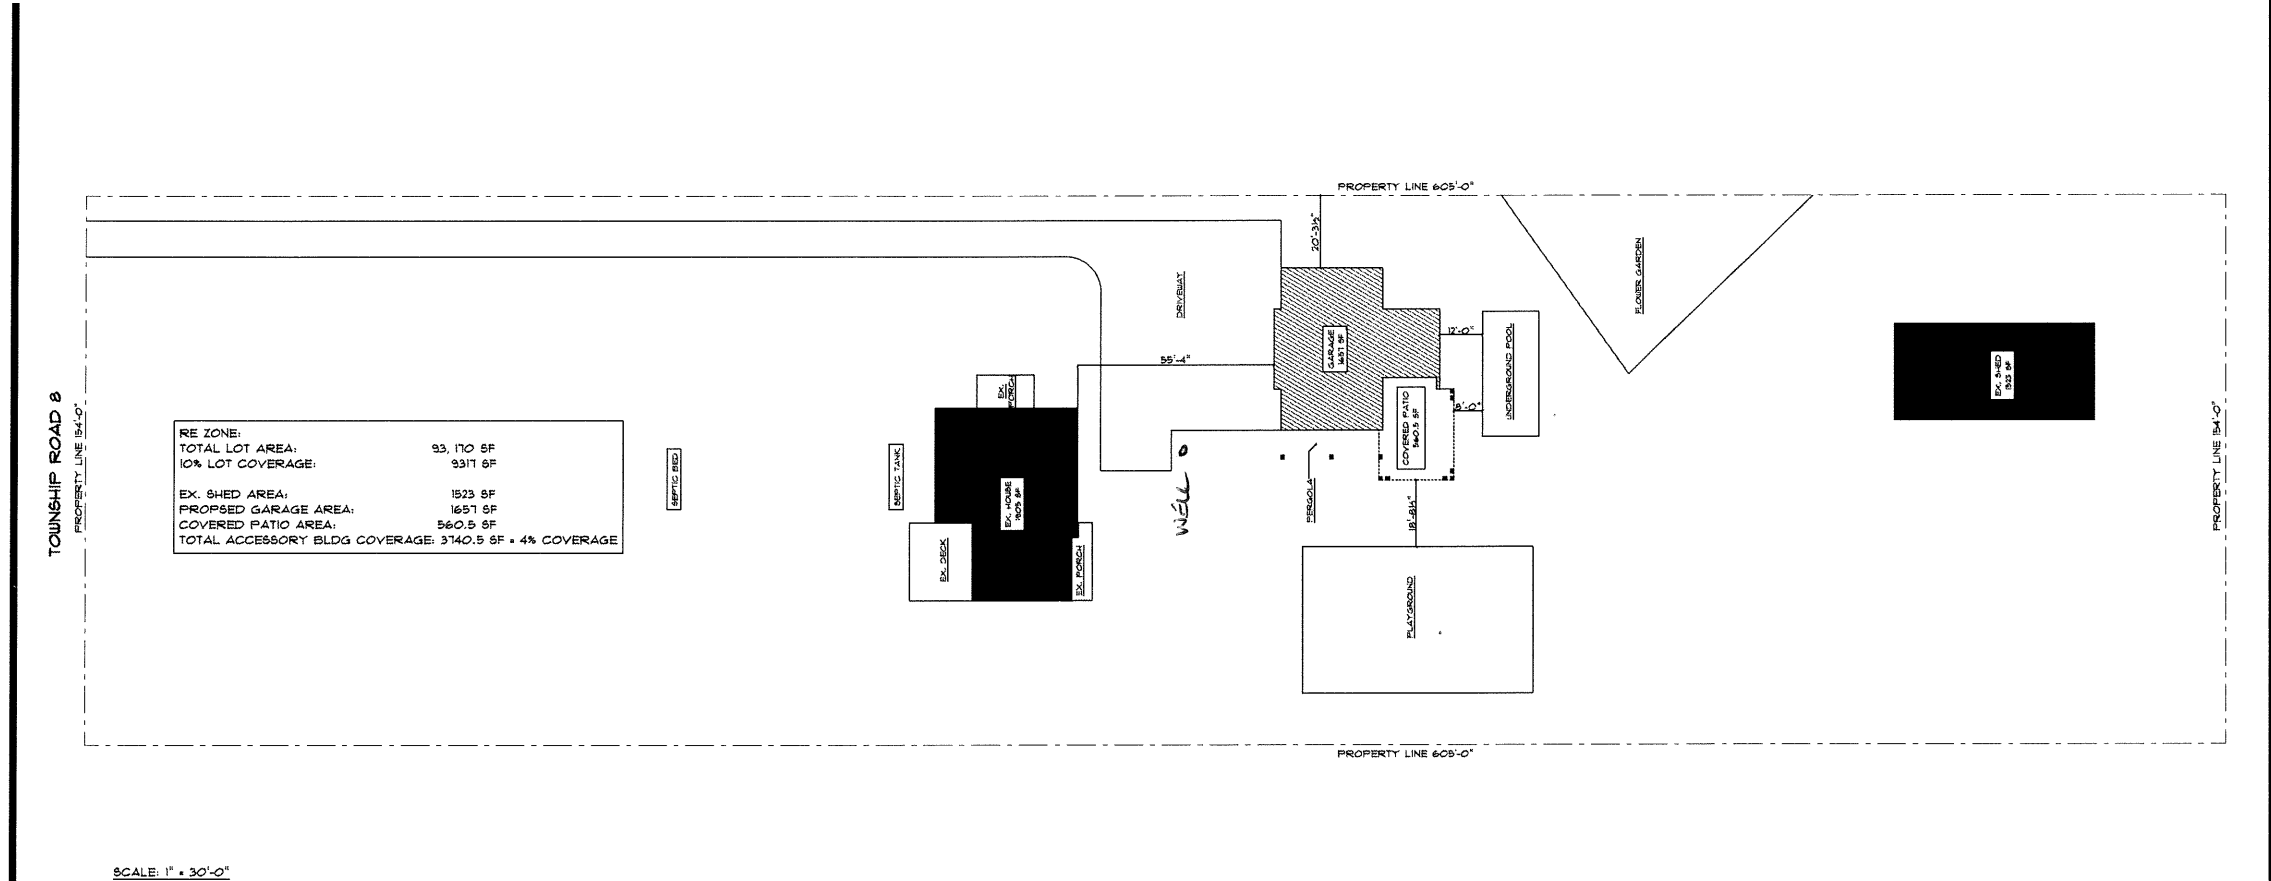 PROPERTY LINE 605'-0"
20'-3½"
DRIVEWAY
FLOWER GARDEN
GARAGE
1657 SF
12'-0"
UNDERGROUND POOL
55'-4"
EX. SHED
1523 SF
EX.
PORCH
TOWNSHIP ROAD 8
PROPERTY LINE 154'-0"
COVERED PATIO
560.5 SF
8'-0"
PROPERTY LINE 154'-0"
RE ZONE:
TOTAL LOT AREA: 93, 170 SF
10% LOT COVERAGE: 9317 SF
EX. SHED AREA: 1523 SF
PROPSED GARAGE AREA: 1657 SF
COVERED PATIO AREA: 560.5 SF
TOTAL ACCESSORY BLDG COVERAGE: 3740.5 SF = 4% COVERAGE
SEPTIC BED
SEPTIC TANK
EX. HOUSE
1805 SF
WELL
PERGOLA
18'-8½"
EX. DECK
EX. PORCH
PLAYGROUND
PROPERTY LINE 605'-0"
SCALE: 1" = 30'-0"